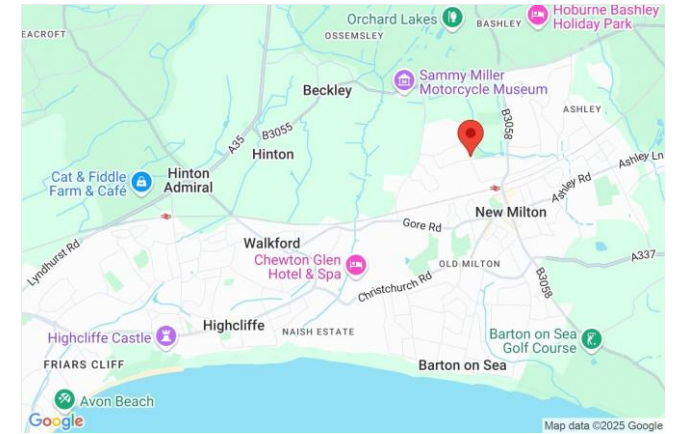 Orchard Lakes
Hoburne Bashley
Holiday Park
BASHLEY
EACROFT
OSSEMSLEY
Sammy Miller
Motorcycle Museum
Beckley
ASHLEY
B3058
B3055
A35
Hinton
Ashley Ln
Cat & Fiddle
Farm & Café
Hinton
Admiral
Ashley Rd
New Milton
Gore Rd
Walkford
Lyndhurst Rd
Chewton Glen
Hotel & Spa
OLD MILTON
A337
Christchurch Rd
B3058
Highcliffe
NAISH ESTATE
Highcliffe Castle
Barton on Sea
Golf Course
FRIARS CLIFF
Barton on Sea
Avon Beach
Google
Map data ©2025 Google